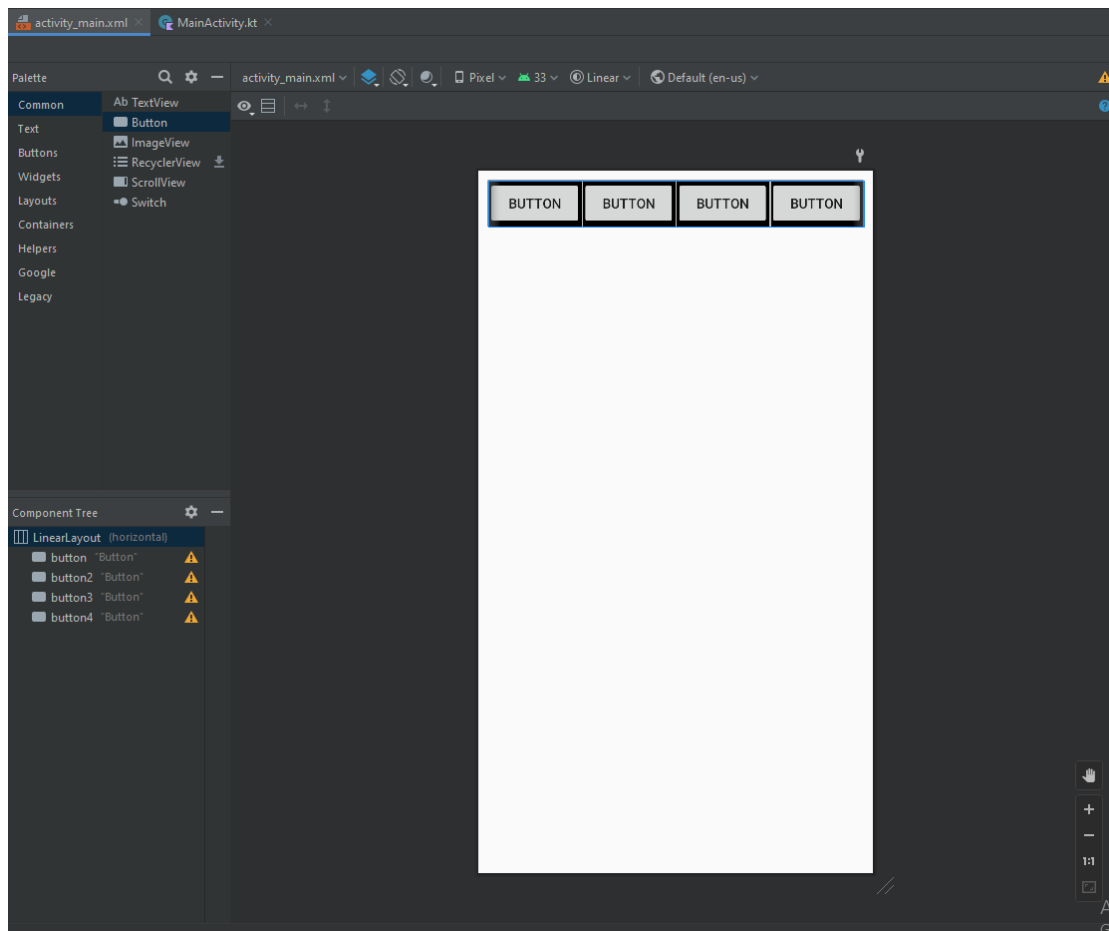 activity_main.xml MainActivity.kt
Palette activity_main.xml Pixel 33 Linear Default (en-us)
Common
Text
Buttons
Widgets
Layouts
Containers
Helpers
Google
Legacy
Ab TextView
Button
ImageView
RecyclerView
ScrollView
Switch
BUTTON BUTTON BUTTON BUTTON
Component Tree
LinearLayout (horizontal)
button "Button"
button2 "Button"
button3 "Button"
button4 "Button"
1:1